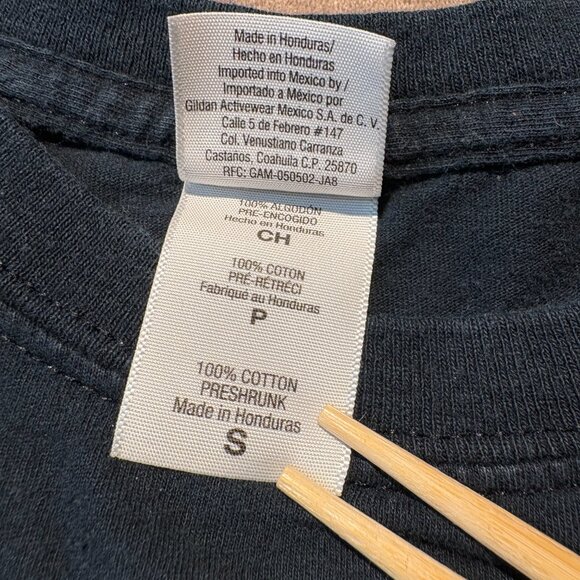 Made in Honduras/
Hecho en Honduras
Imported into Mexico by /
Importado a México por
Gildan Activewear Mexico S.A. de C. V.
Calle 5 de Febrero #147
Col. Venustiano Carranza
Castaños, Coahuila C.P. 25870
RFC: GAM-050502-JA8
100% ALGODÓN
PRE-ENCOGIDO
Hecho en Honduras
CH
100% COTON
PRÉ-RÉTRÉCI
Fabriqué au Honduras
P
100% COTTON
PRESHRUNK
Made in Honduras
S